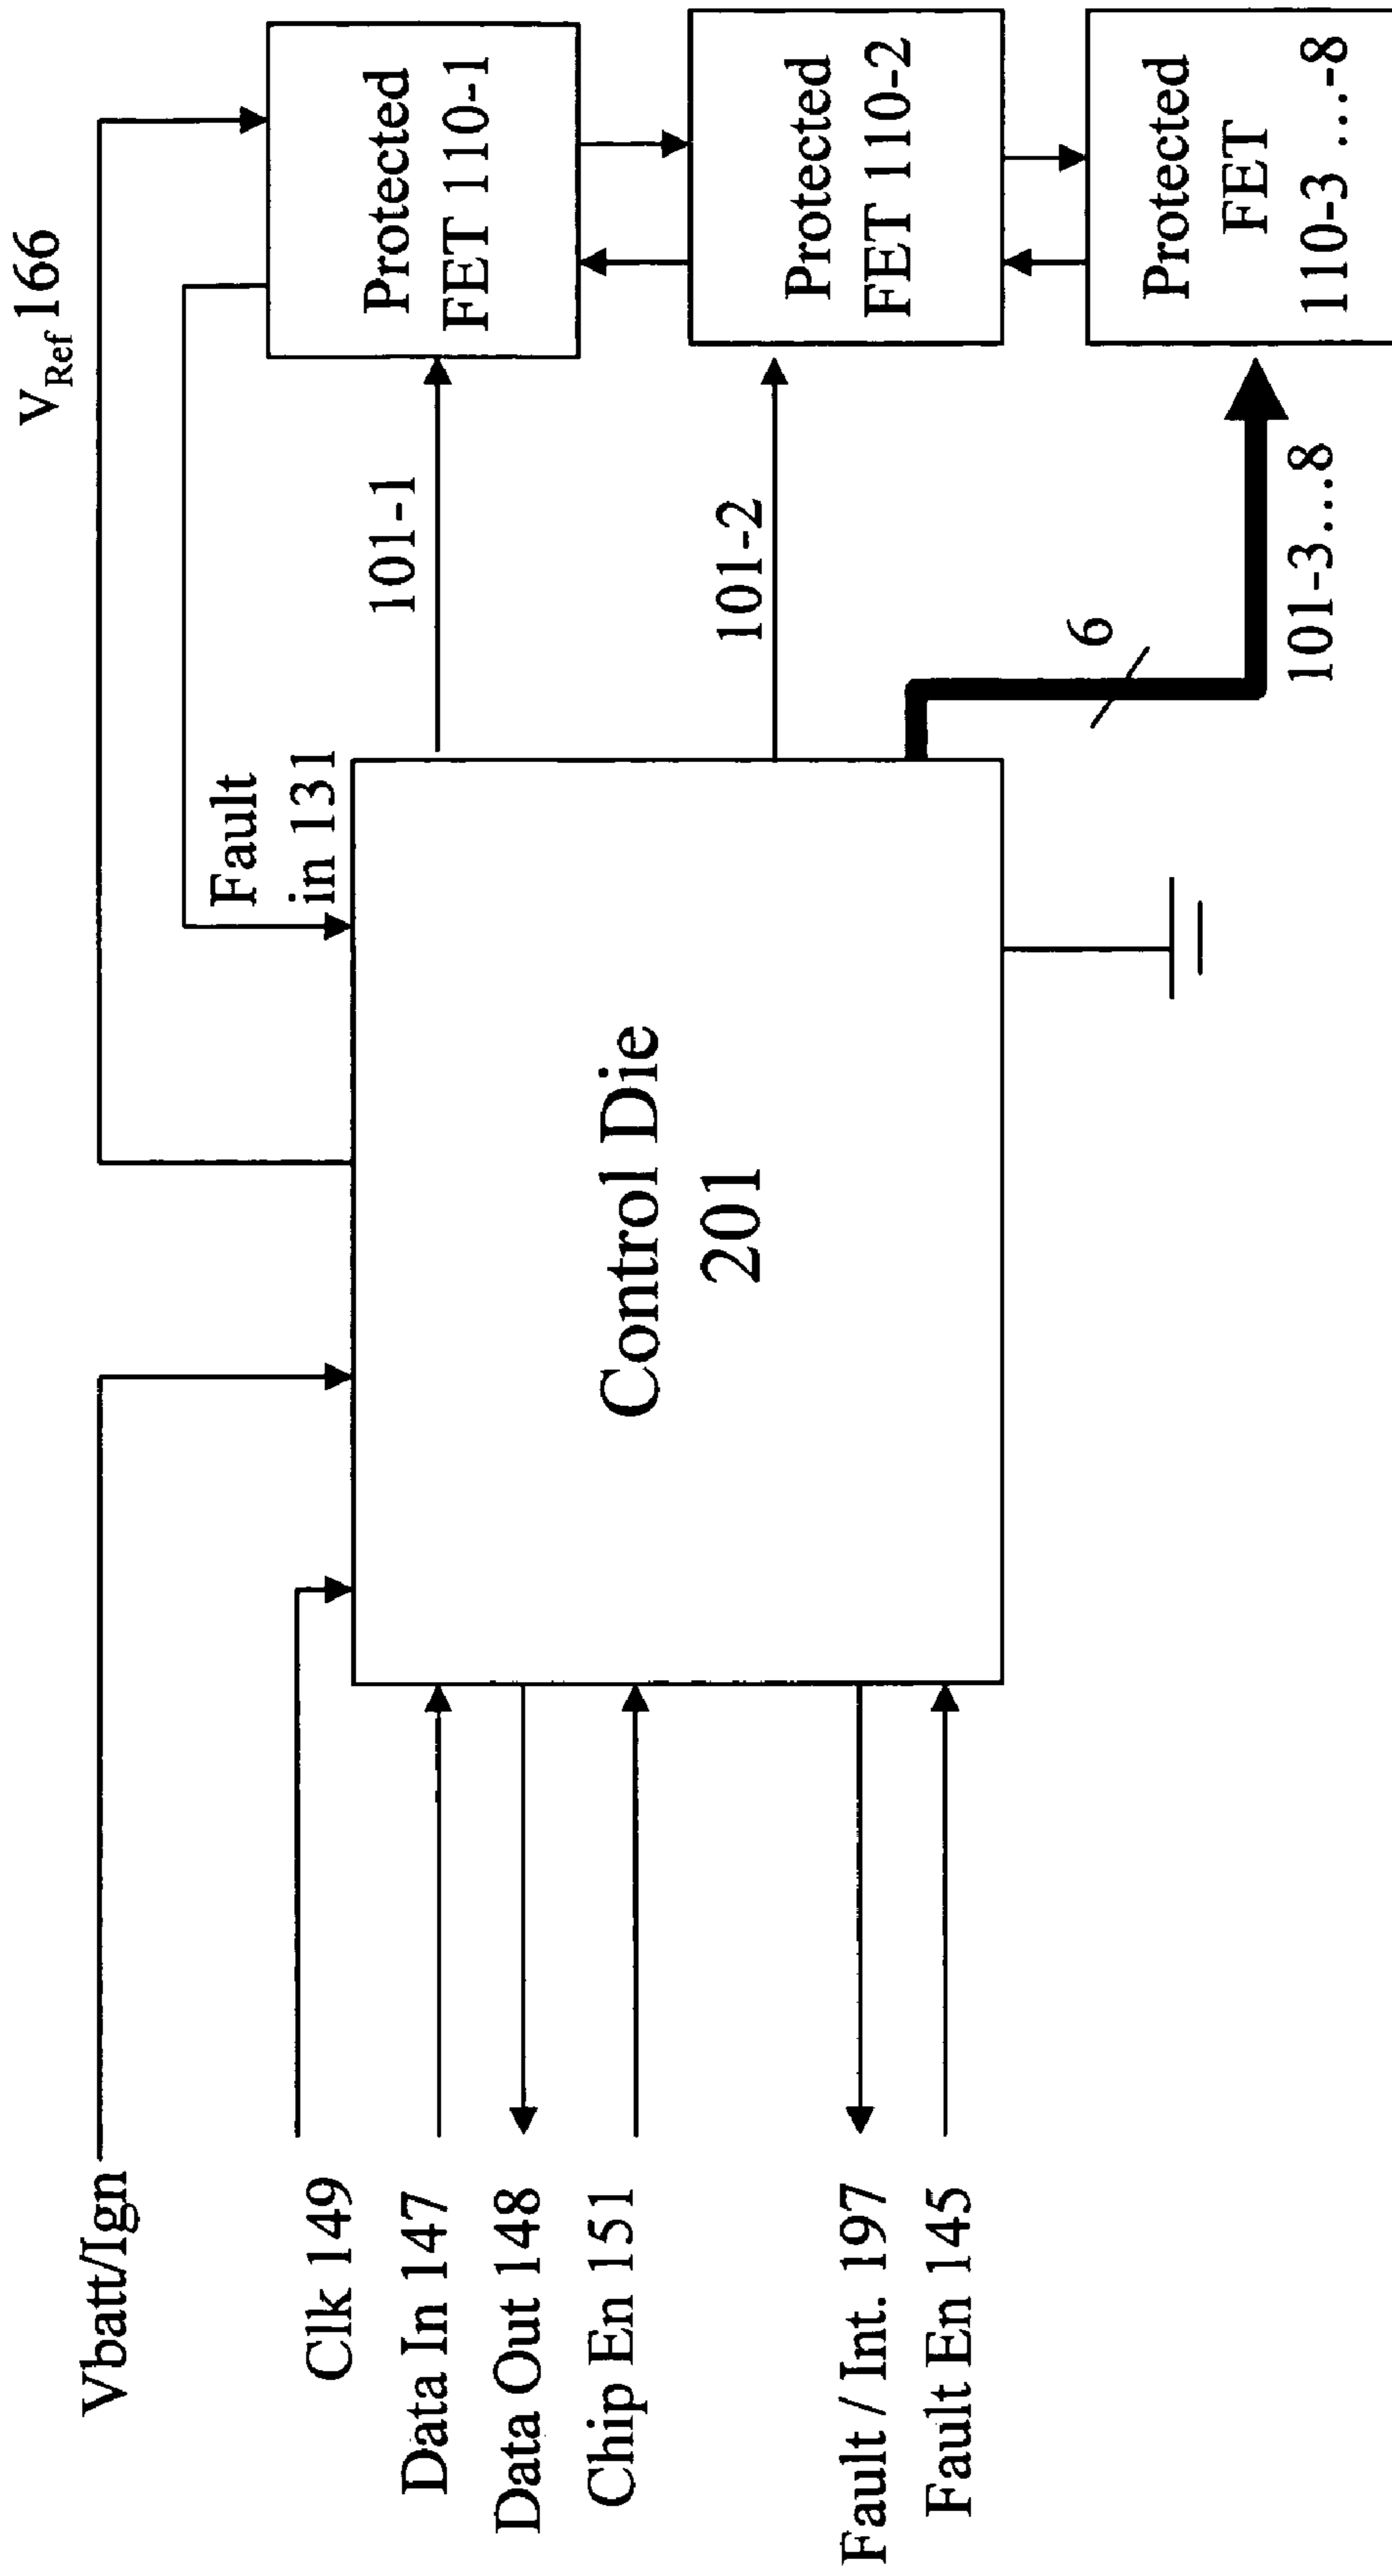 Vbatt/Ign
Clk 149
Data In 147
Data Out 148
Chip En 151
Fault / Int. 197
Fault En 145
Control Die
201
Fault
in 131
VRef 166
101-1
101-2
6
101-3...8
Protected
FET 110-1
Protected
FET 110-2
Protected
FET
110-3 ...-8